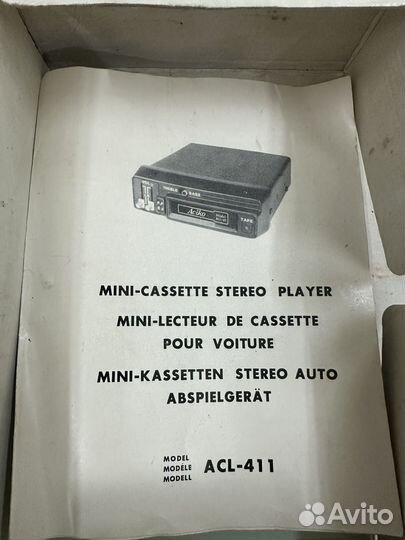 TREBLE BASS
Aciko
TAPE
MINI-CASSETTE STEREO PLAYER
MINI-LECTEUR DE CASSETTE
POUR VOITURE
MINI-KASSETTEN STEREO AUTO
ABSPIELGERÄT
MODEL
MODÈLE ACL-411
MODELL
Avito